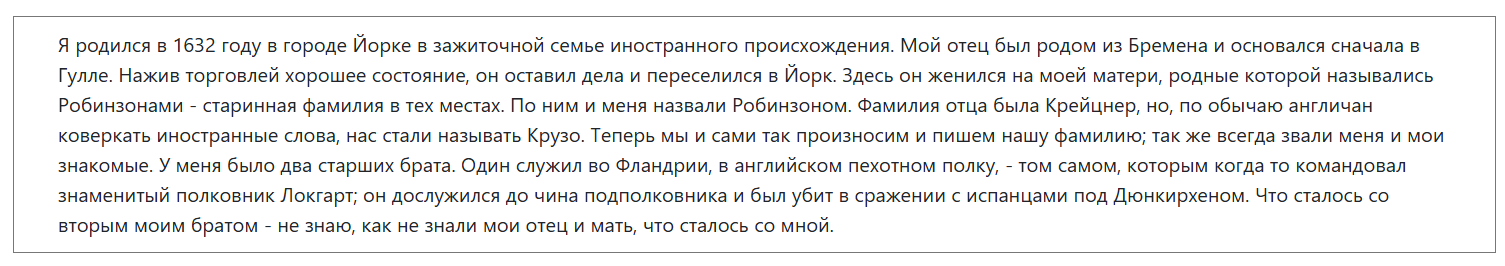 Я родился в 1632 году в городе Йорке в зажиточной семье иностранного происхождения. Мой отец был родом из Бремена и основался сначала в
Гулле. Нажив торговлей хорошее состояние, он оставил дела и переселился в Йорк. Здесь он женился на моей матери, родные которой назывались
Робинзонами - старинная фамилия в тех местах. По ним и меня назвали Робинзоном. Фамилия отца была Крейцнер, но, по обычаю англичан
коверкать иностранные слова, нас стали называть Крузо. Теперь мы и сами так произносим и пишем нашу фамилию; так же всегда звали меня и мои
знакомые. У меня было два старших брата. Один служил во Фландрии, в английском пехотном полку, - том самом, которым когда то командовал
знаменитый полковник Локгарт; он дослужился до чина подполковника и был убит в сражении с испанцами под Дюнкирхеном. Что сталось со
вторым моим братом - не знаю, как не знали мои отец и мать, что сталось со мной.